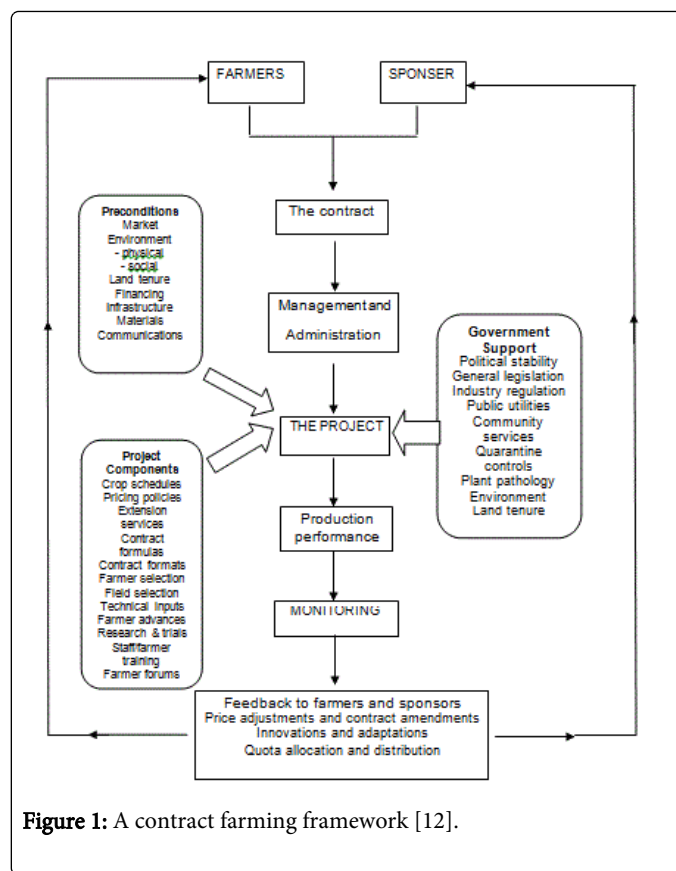 FARMERS
SPONSER
The contract
Preconditions
Market
Environment
- physical
- social
Land tenure
Financing
Infrastructure
Materials
Communications
Management and
Administration
Government
Support
Political stability
General legislation
Industry regulation
Public utilities
Community
services
Quarantine
controls
Plant pathology
Environment
Land tenure
THE PROJECT
Project
Components
Crop schedules
Pricing policies
Extension
services
Contract
formulas
Contract formats
Farmer selection
Field selection
Technical inputs
Farmer advances
Research & trials
Staff/farmer
training
Farmer forums
Production
performance
MONITORING
Feedback to farmers and sponsors
Price adjustments and contract amendments
Innovations and adaptations
Quota allocation and distribution
Figure 1: A contract farming framework [12].